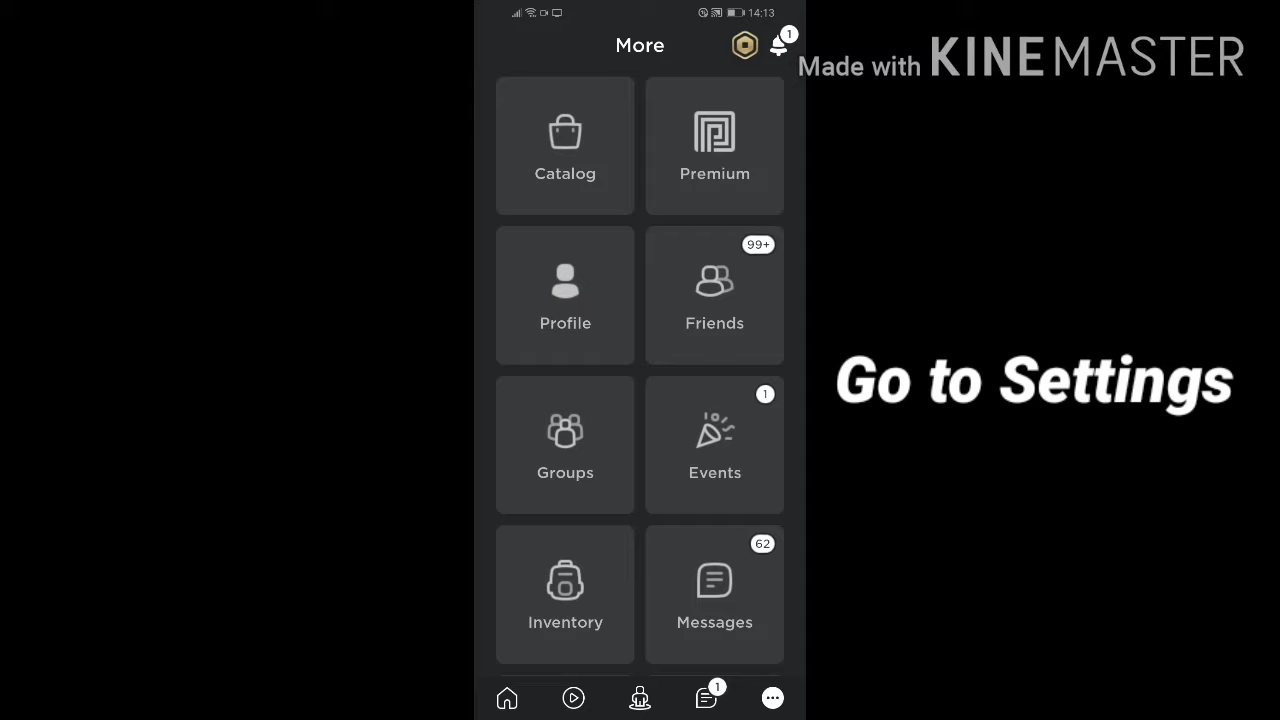 14:13
More
1
Made with KINEMASTER
Catalog
Premium
99+
Profile
Friends
Go to Settings
1
Groups
Events
62
Inventory
Messages
1